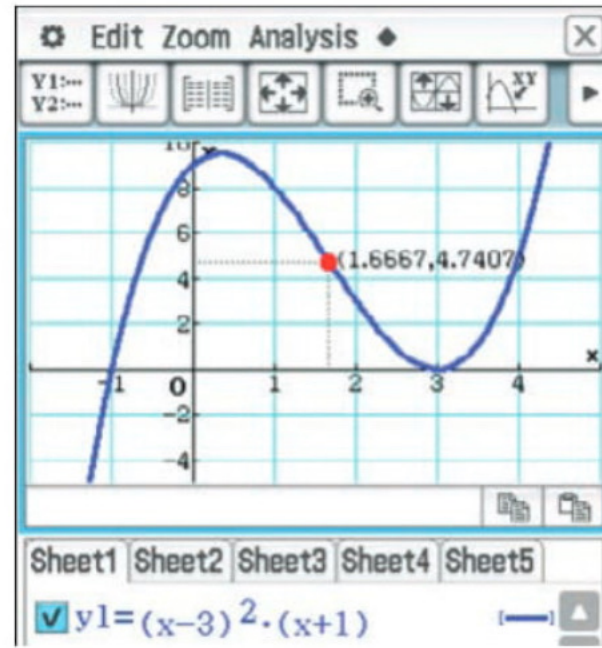 Edit Zoom Analysis
Y1:···
Y2:···
XY
10
8
6
(1.6667,4.7407)
4
2
x
-1 O 1 2 3 4
-2
-4
Sheet1 Sheet2 Sheet3 Sheet4 Sheet5
y1=(x-3)²·(x+1)